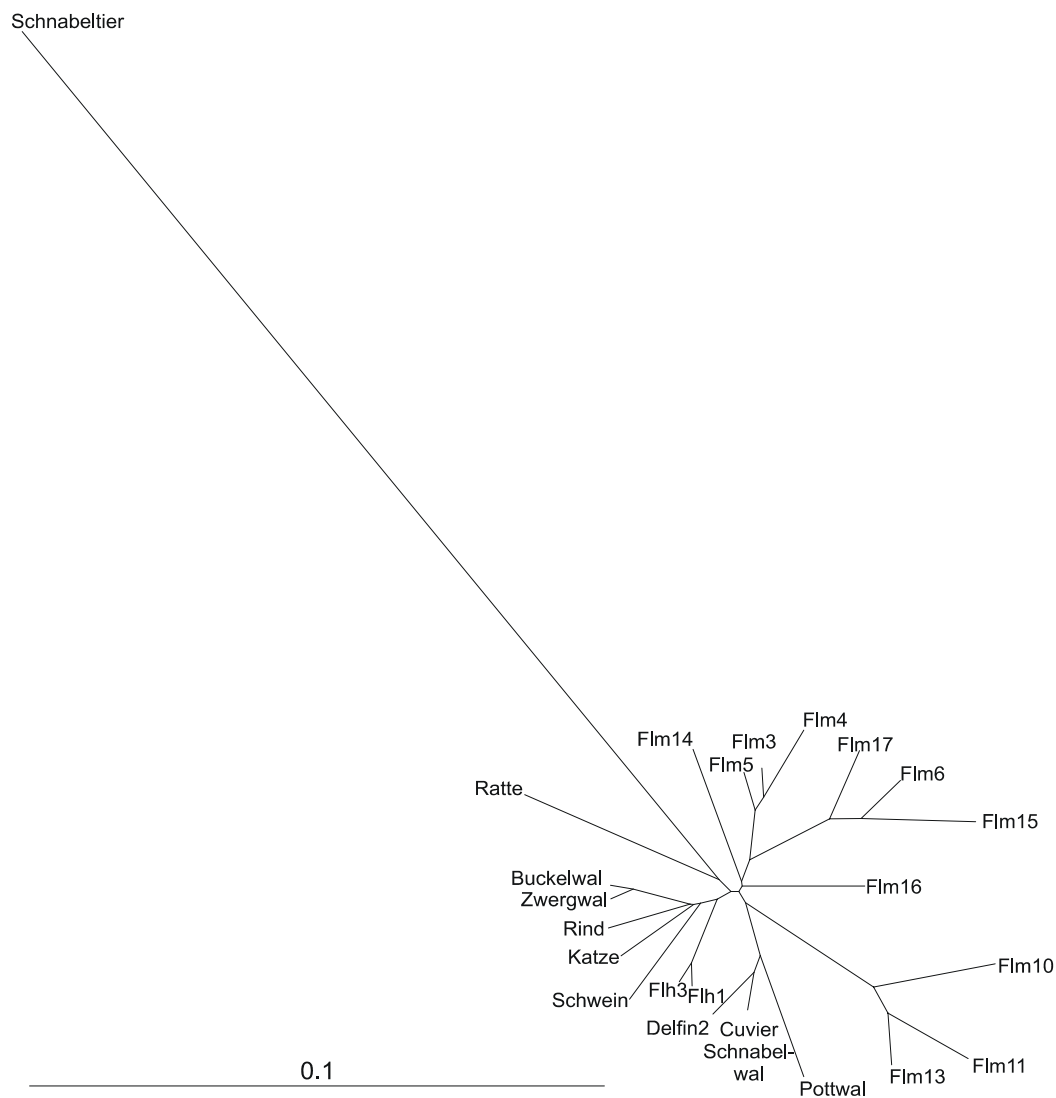 Schnabeltier
Flm4
Flm14
Flm3
Flm17
Flm5
Flm6
Ratte
Flm15
Buckelwal
Flm16
Zwergwal
Rind
Katze
Flm10
Flh3
Flh1
Schwein
Delfin2
Cuvier
Schnabel-
wal
Flm11
0.1
Flm13
Pottwal